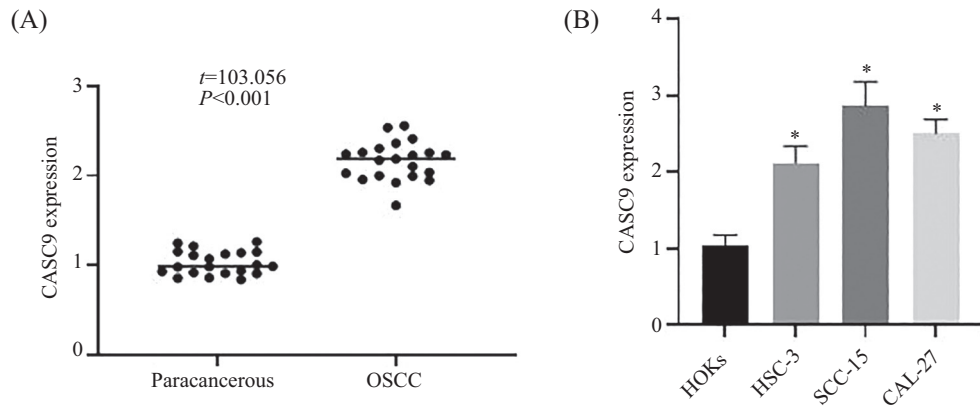 (A)
t=103.056
P<0.001
CASC9 expression
3
2
1
0
Paracancerous OSCC
(B)
CASC9 expression
4
3
2
1
0
* * *
HOKs HSC-3 SCC-15 CAL-27